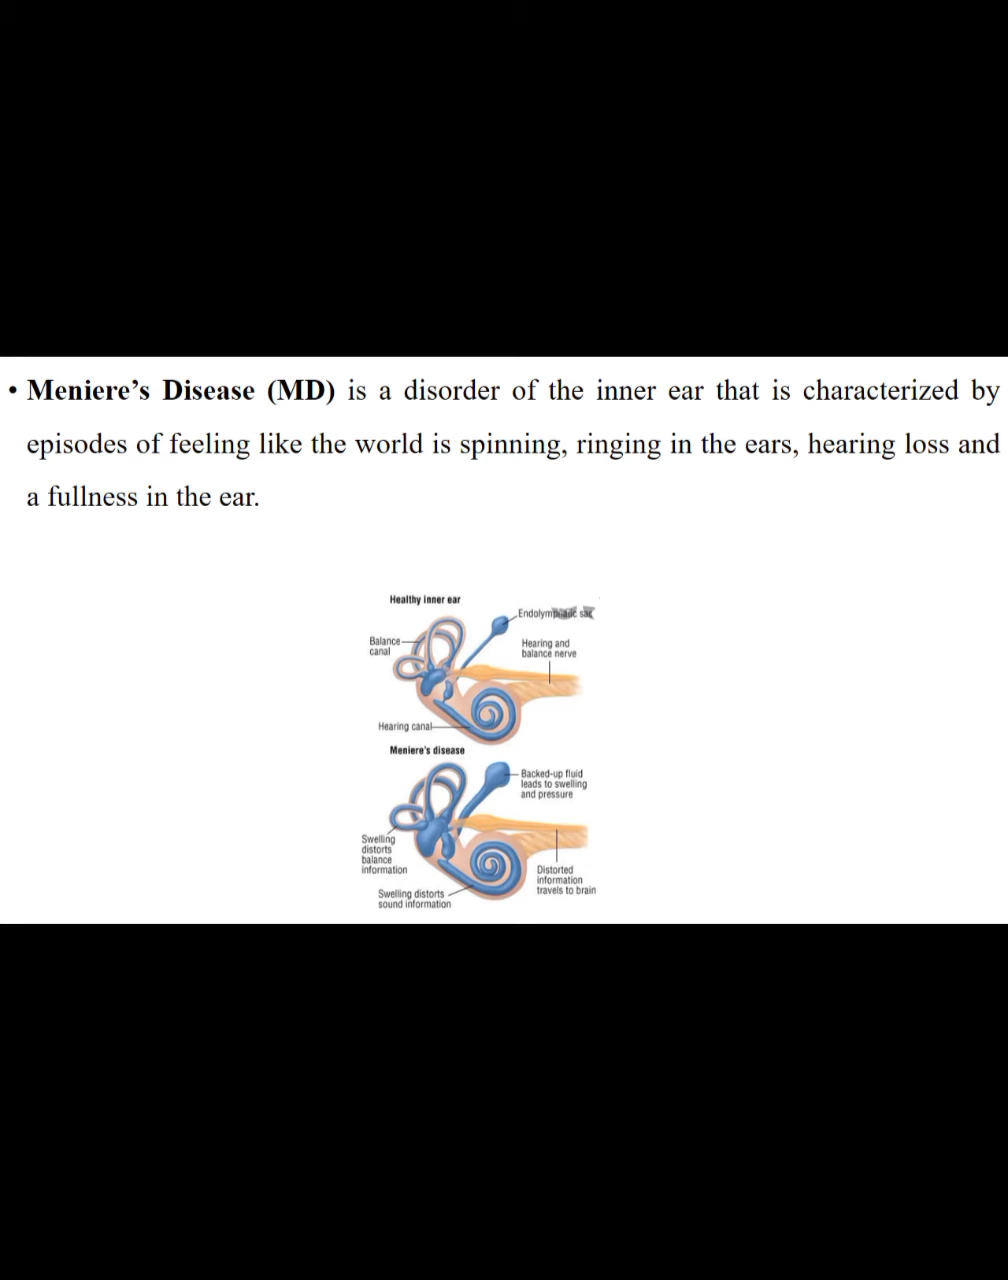 • Meniere’s Disease (MD) is a disorder of the inner ear that is characterized by
episodes of feeling like the world is spinning, ringing in the ears, hearing loss and
a fullness in the ear.
Healthy inner ear
Endolymphatic sac
Balance
canal
Hearing and
balance nerve
Hearing canal
Meniere's disease
Backed-up fluid
leads to swelling
and pressure
Swelling
distorts
balance
information
Distorted
information
travels to brain
Swelling distorts
sound information